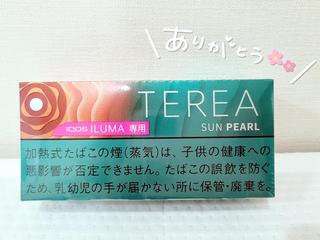 ありがとう
TEREA
IQOS ILUMA 専用
SUN PEARL
加熱式たばこの煙(蒸気)は、子供の健康への
悪影響が否定できません。たばこの誤飲を防ぐ
ため、乳幼児の手が届かない所に保管・廃棄を。